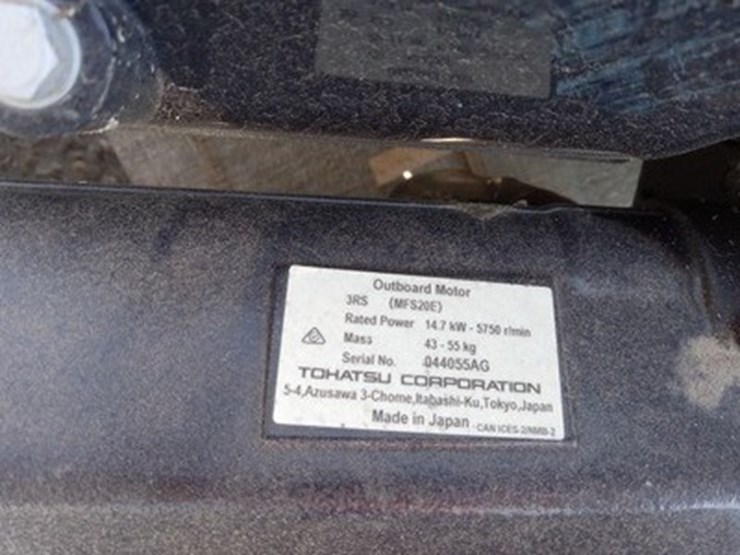 Outboard Motor
3RS (MFS20E)
Rated Power 14.7 kW - 5750 r/min
Mass 43 - 55 kg
Serial No. 044055AG
TOHATSU CORPORATION
5-4,Azusawa 3-Chome,Itabashi-Ku,Tokyo,Japan
Made in Japan CAN ICES-2/NMB-2